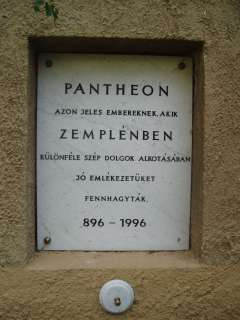 PANTHEON
AZON JELES EMBEREKNEK, AKIK
ZEMPLÉNBEN
KÜLÖNFÉLE SZÉP DOLGOK ALKOTÁSÁBAN
JÓ EMLÉKEZETÜKET
FENNHAGYTÁK.
896 - 1996